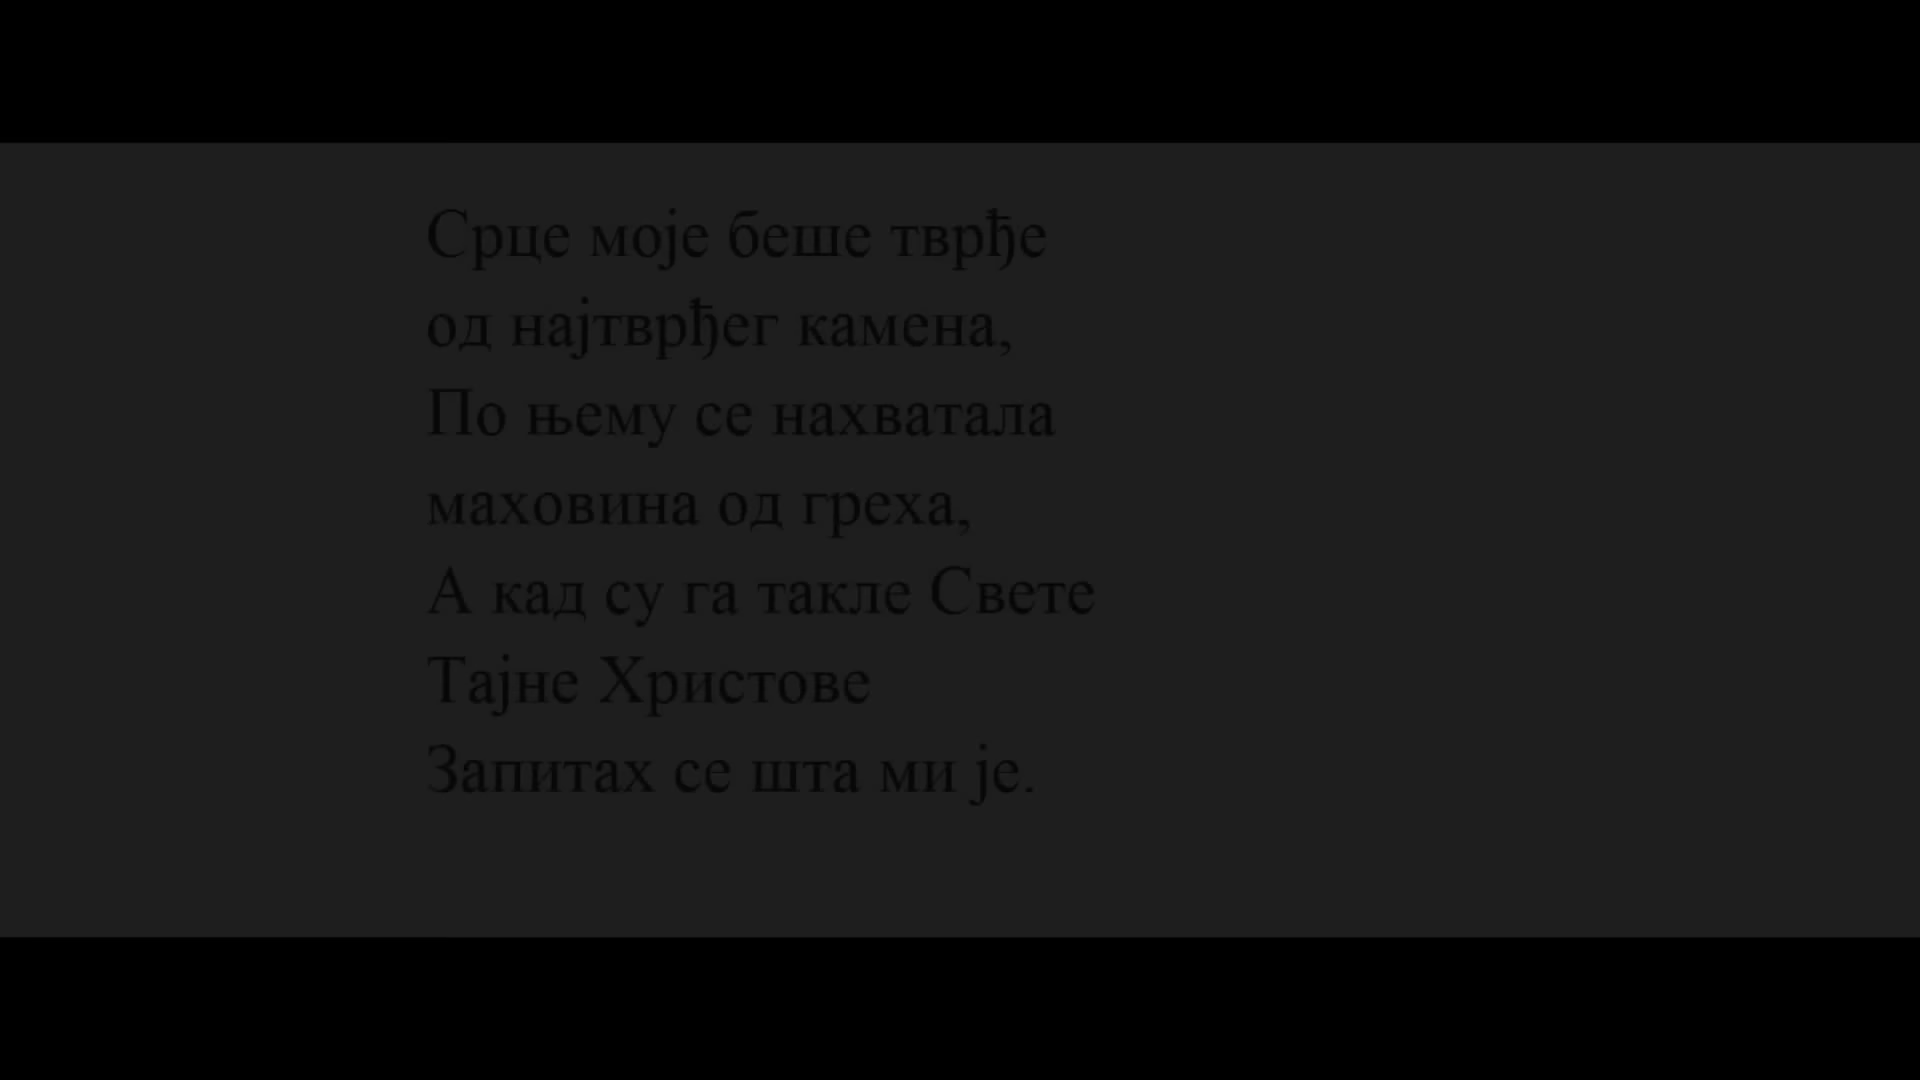 Срце моје беше тврђе
од најтврђег камена,
По њему се нахватала
маховина од греха,
А кад су га такле Свете
Тајне Христове
Запитах се шта ми је.